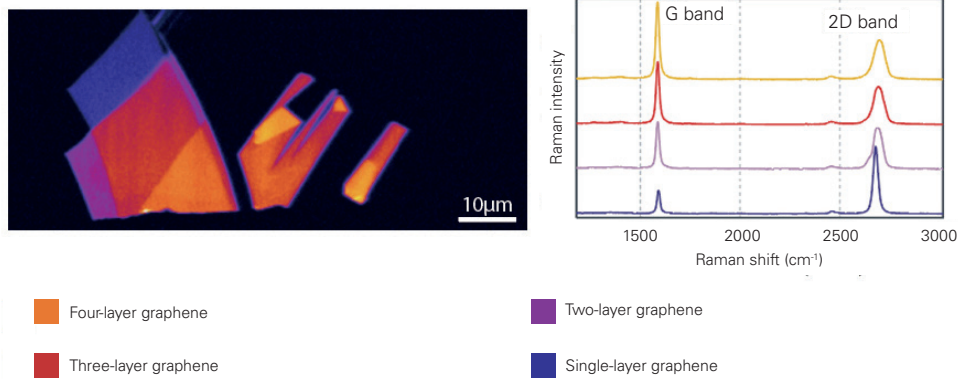 10μm
G band
2D band
Raman intensity
1500
2000
2500
3000
Raman shift (cm-1)
Four-layer graphene
Two-layer graphene
Three-layer graphene
Single-layer graphene